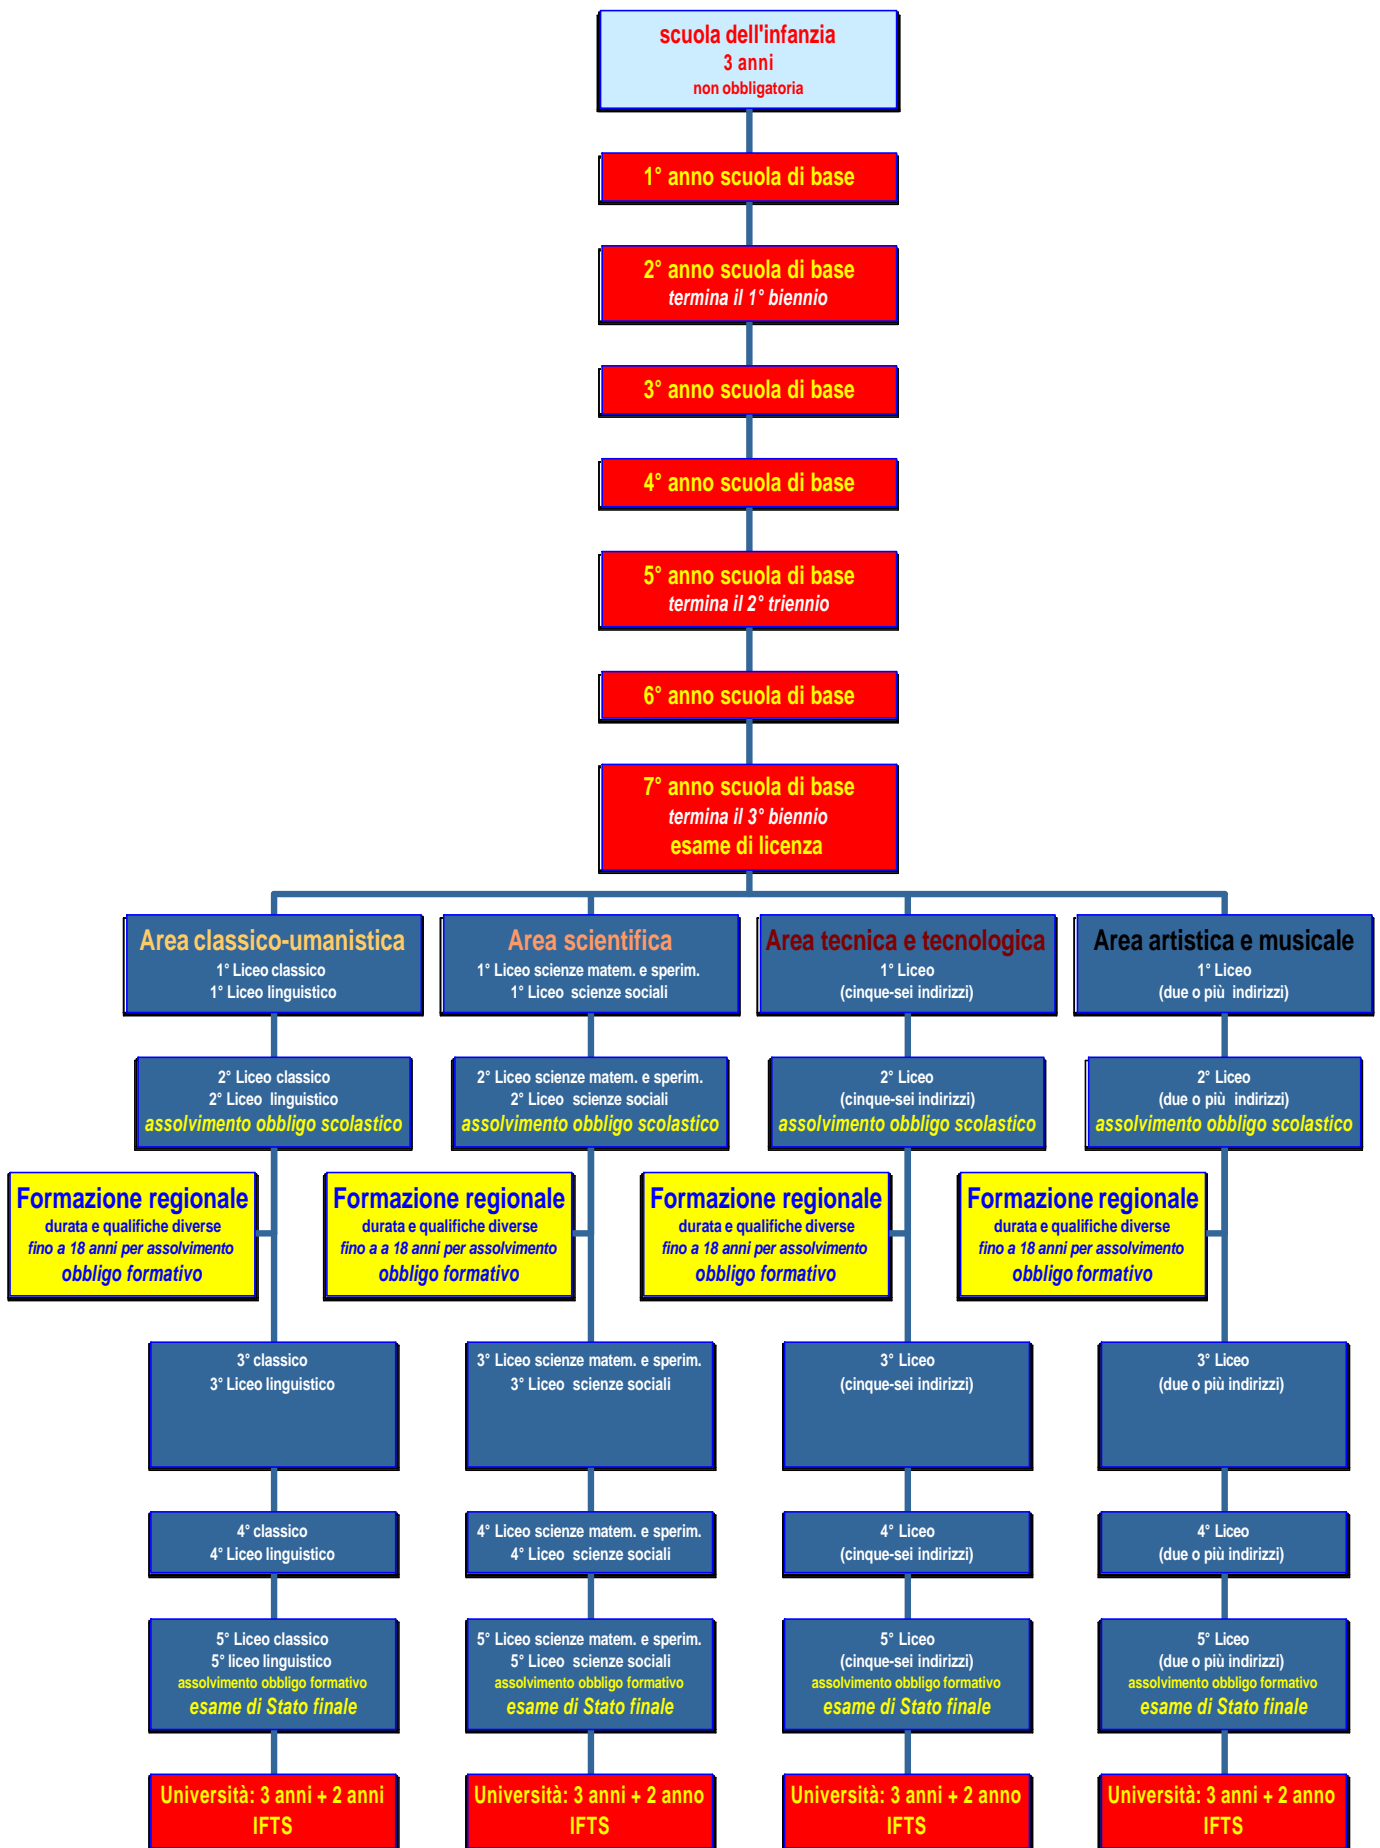 scuola dell'infanzia
3 anni
non obbligatoria
1° anno scuola di base
2° anno scuola di base
termina il 1° biennio
3° anno scuola di base
4° anno scuola di base
5° anno scuola di base
termina il 2° triennio
6° anno scuola di base
7° anno scuola di base
termina il 3° biennio
esame di licenza
Area classico-umanistica
1° Liceo classico
1° Liceo linguistico
Area scientifica
1° Liceo scienze matem. e sperim.
1° Liceo scienze sociali
Area tecnica e tecnologica
1° Liceo
(cinque-sei indirizzi)
Area artistica e musicale
1° Liceo
(due o più indirizzi)
2° Liceo classico
2° Liceo linguistico
assolvimento obbligo scolastico
2° Liceo scienze matem. e sperim.
2° Liceo scienze sociali
assolvimento obbligo scolastico
2° Liceo
(cinque-sei indirizzi)
assolvimento obbligo scolastico
2° Liceo
(due o più indirizzi)
assolvimento obbligo scolastico
Formazione regionale
durata e qualifiche diverse
fino a 18 anni per assolvimento
obbligo formativo
Formazione regionale
durata e qualifiche diverse
fino a a 18 anni per assolvimento
obbligo formativo
Formazione regionale
durata e qualifiche diverse
fino a 18 anni per assolvimento
obbligo formativo
Formazione regionale
durata e qualifiche diverse
fino a 18 anni per assolvimento
obbligo formativo
3° classico
3° Liceo linguistico
3° Liceo scienze matem. e sperim.
3° Liceo scienze sociali
3° Liceo
(cinque-sei indirizzi)
3° Liceo
(due o più indirizzi)
4° classico
4° Liceo linguistico
4° Liceo scienze matem. e sperim.
4° Liceo scienze sociali
4° Liceo
(cinque-sei indirizzi)
4° Liceo
(due o più indirizzi)
5° Liceo classico
5° liceo linguistico
assolvimento obbligo formativo
esame di Stato finale
5° Liceo scienze matem. e sperim.
5° Liceo scienze sociali
assolvimento obbligo formativo
esame di Stato finale
5° Liceo
(cinque-sei indirizzi)
assolvimento obbligo formativo
esame di Stato finale
5° Liceo
(due o più indirizzi)
assolvimento obbligo formativo
esame di Stato finale
Università: 3 anni + 2 anni
IFTS
Università: 3 anni + 2 anno
IFTS
Università: 3 anni + 2 anno
IFTS
Università: 3 anni + 2 anno
IFTS